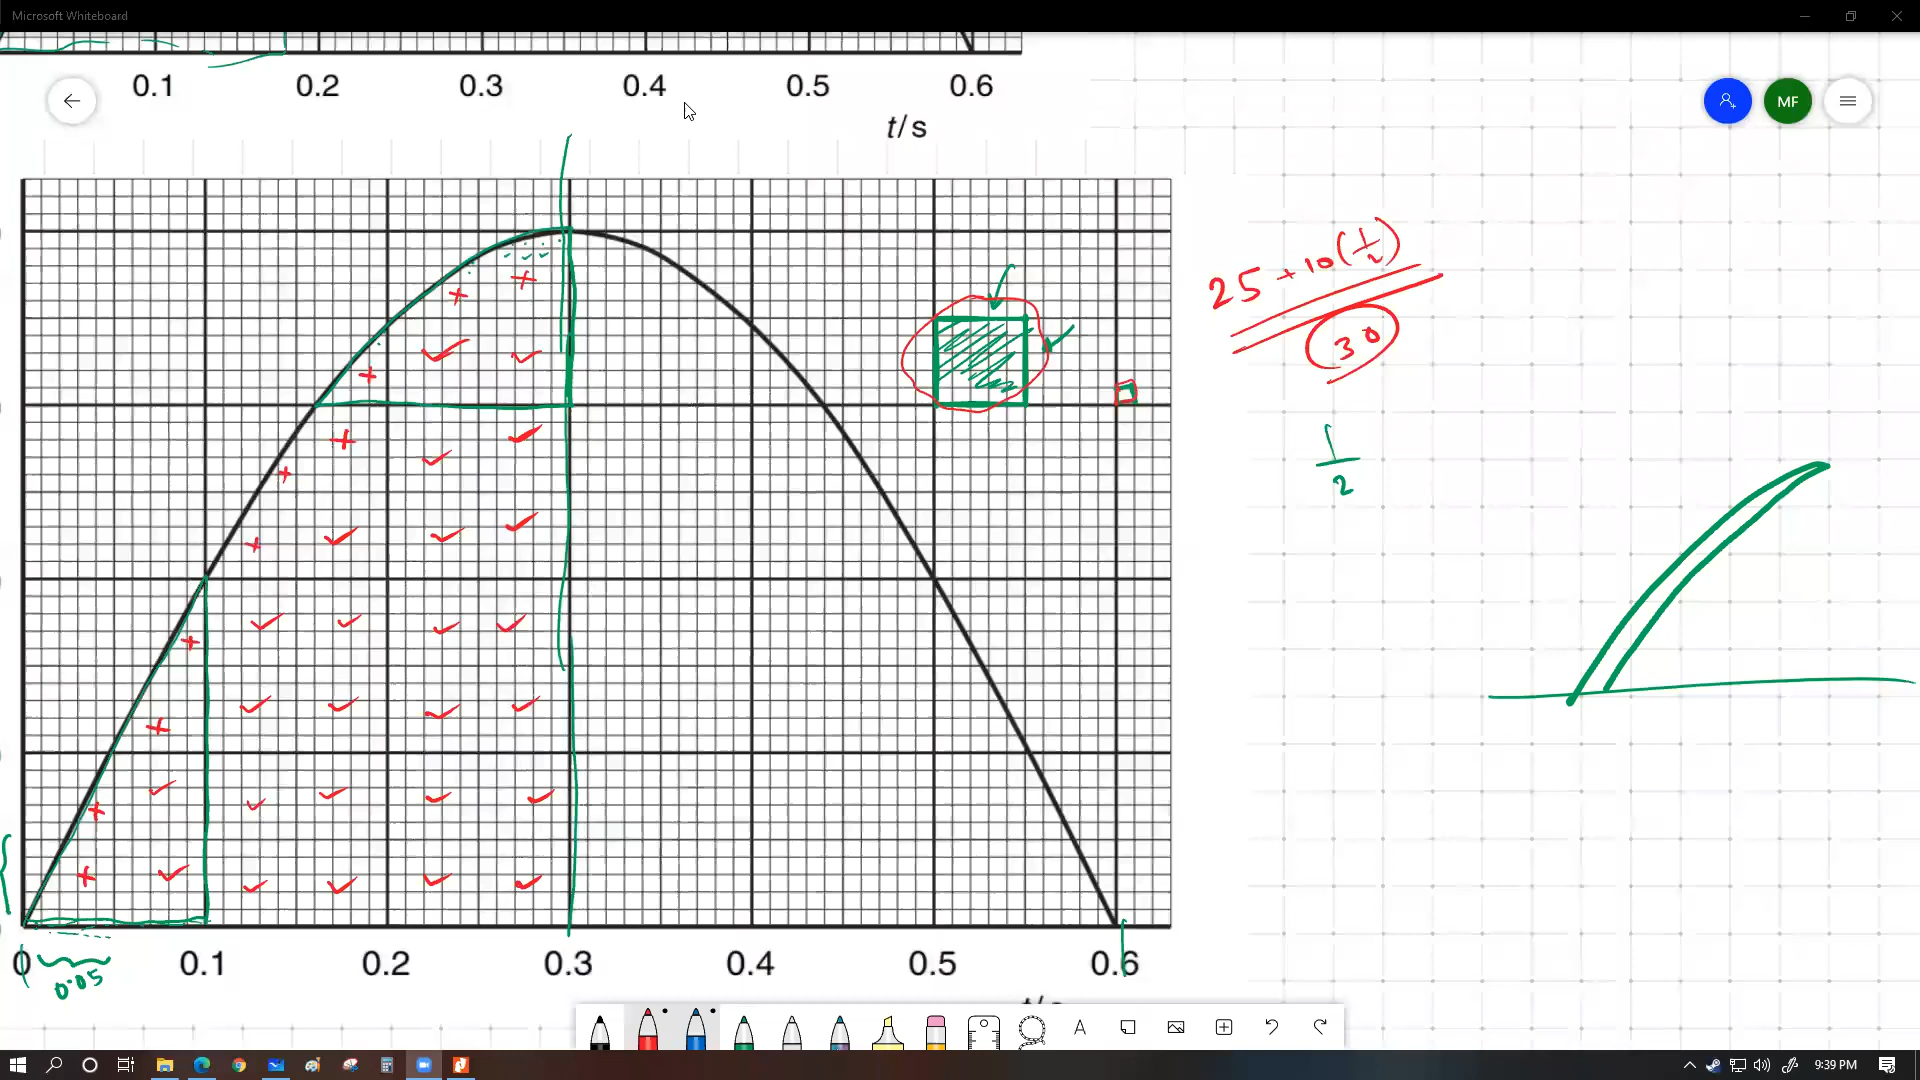 Microsoft Whiteboard
0.1 0.2 0.3 0.4 0.5 0.6
t/s
MF
25 + 10(1/2)
30
1/2
0 0.1 0.2 0.3 0.4 0.5 0.6
0.05
t/s
A
9:39 PM